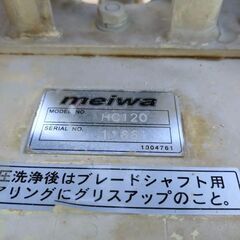 meiwa
MODEL NO. HC120
SERIAL NO.
1304761
圧洗浄後はブレードシャフト用
アリングにグリスアップのこと。